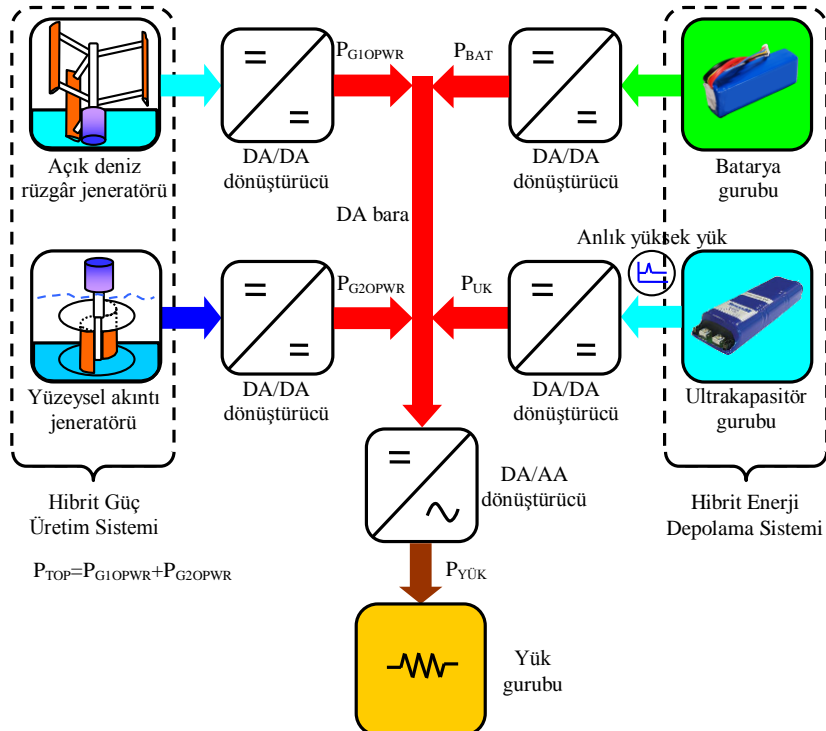 P_G1OPWR
P_BAT
Açık deniz
rüzgâr jeneratörü
DA/DA
dönüştürücü
DA/DA
dönüştürücü
Batarya
gurubu
DA bara
Anlık yüksek yük
P_G2OPWR
P_UK
Yüzeysel akıntı
jeneratörü
DA/DA
dönüştürücü
DA/DA
dönüştürücü
Ultrakapasitör
gurubu
DA/AA
dönüştürücü
Hibrit Güç
Üretim Sistemi
Hibrit Enerji
Depolama Sistemi
P_TOP=P_G1OPWR+P_G2OPWR
P_YÜK
Yük
gurubu